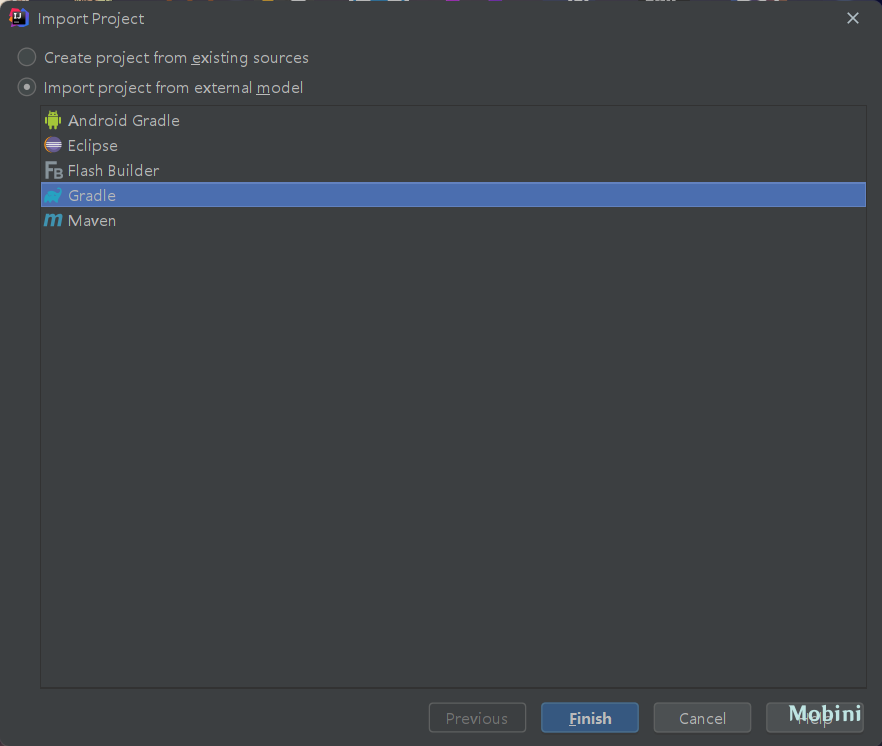 Import Project
Create project from existing sources
Import project from external model
Android Gradle
Eclipse
FB Flash Builder
Gradle
m Maven
Previous
Finish
Cancel
Help
Mobini